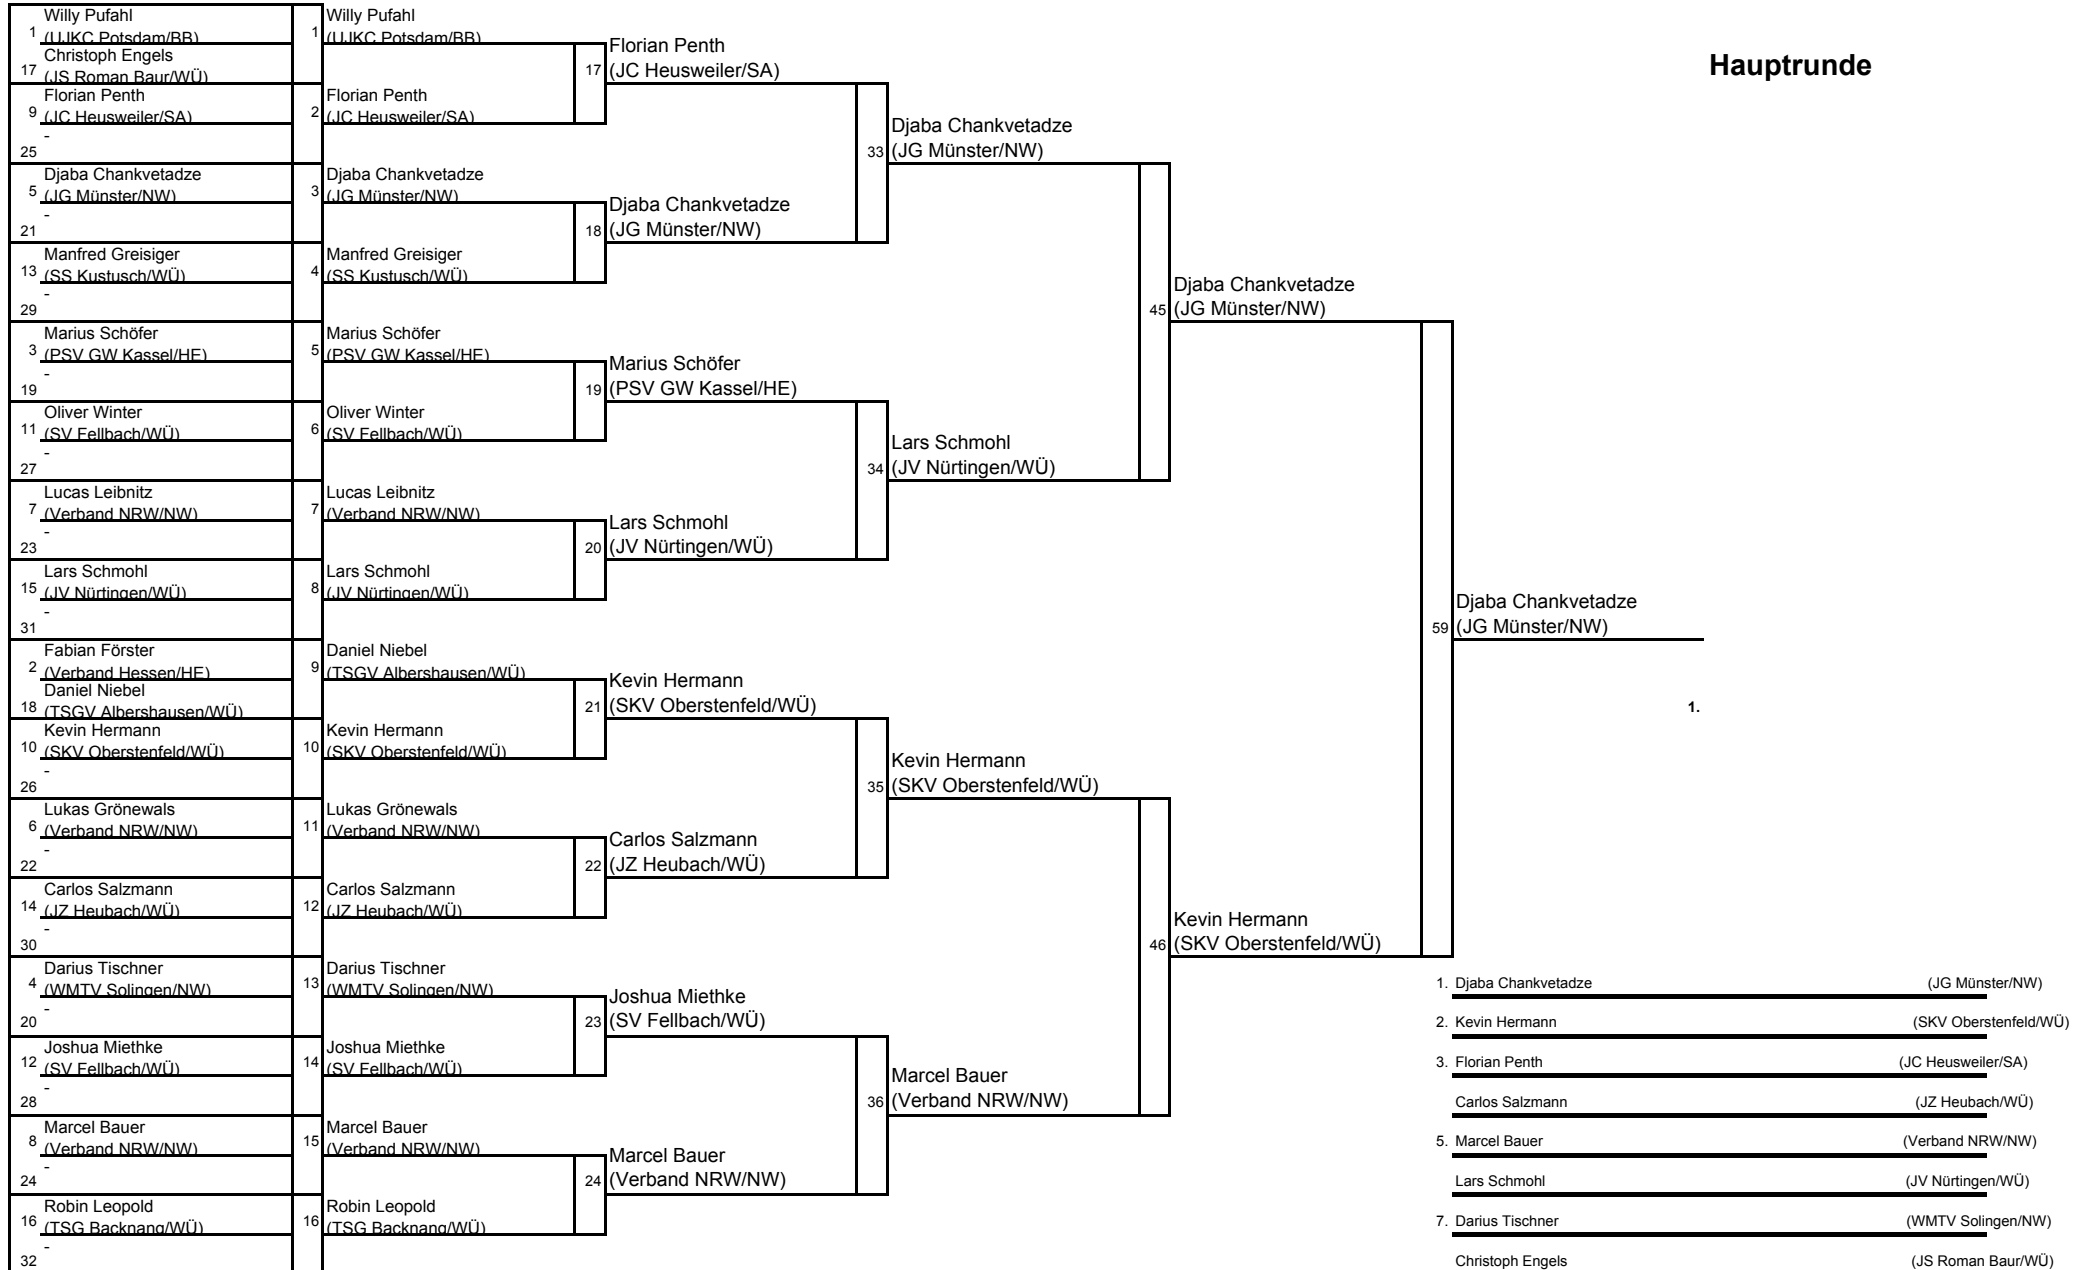 Hauptrunde
1 Willy Pufahl
(UJKC Potsdam/BB)
17 Christoph Engels
(JS Roman Baur/WÜ)
9 Florian Penth
(JC Heusweiler/SA)
25 -
5 Djaba Chankvetadze
(JG Münster/NW)
21 -
13 Manfred Greisiger
(SS Kustusch/WÜ)
29 -
3 Marius Schöfer
(PSV GW Kassel/HE)
19 -
11 Oliver Winter
(SV Fellbach/WÜ)
27 -
7 Lucas Leibnitz
(Verband NRW/NW)
23 -
15 Lars Schmohl
(JV Nürtingen/WÜ)
31 -
2 Fabian Förster
(Verband Hessen/HE)
18 Daniel Niebel
(TSGV Albershausen/WÜ)
10 Kevin Hermann
(SKV Oberstenfeld/WÜ)
26 -
6 Lukas Grönewals
(Verband NRW/NW)
22 -
14 Carlos Salzmann
(JZ Heubach/WÜ)
30 -
4 Darius Tischner
(WMTV Solingen/NW)
20 -
12 Joshua Miethke
(SV Fellbach/WÜ)
28 -
8 Marcel Bauer
(Verband NRW/NW)
24 -
16 Robin Leopold
(TSG Backnang/WÜ)
32 -
1 Willy Pufahl
(UJKC Potsdam/BB)
2 Florian Penth
(JC Heusweiler/SA)
3 Djaba Chankvetadze
(JG Münster/NW)
4 Manfred Greisiger
(SS Kustusch/WÜ)
5 Marius Schöfer
(PSV GW Kassel/HE)
6 Oliver Winter
(SV Fellbach/WÜ)
7 Lucas Leibnitz
(Verband NRW/NW)
8 Lars Schmohl
(JV Nürtingen/WÜ)
9 Daniel Niebel
(TSGV Albershausen/WÜ)
10 Kevin Hermann
(SKV Oberstenfeld/WÜ)
11 Lukas Grönewals
(Verband NRW/NW)
12 Carlos Salzmann
(JZ Heubach/WÜ)
13 Darius Tischner
(WMTV Solingen/NW)
14 Joshua Miethke
(SV Fellbach/WÜ)
15 Marcel Bauer
(Verband NRW/NW)
16 Robin Leopold
(TSG Backnang/WÜ)
Florian Penth
17 (JC Heusweiler/SA)
Djaba Chankvetadze
18 (JG Münster/NW)
Marius Schöfer
19 (PSV GW Kassel/HE)
Lars Schmohl
20 (JV Nürtingen/WÜ)
Kevin Hermann
21 (SKV Oberstenfeld/WÜ)
Carlos Salzmann
22 (JZ Heubach/WÜ)
Joshua Miethke
23 (SV Fellbach/WÜ)
Marcel Bauer
24 (Verband NRW/NW)
Djaba Chankvetadze
33 (JG Münster/NW)
Lars Schmohl
34 (JV Nürtingen/WÜ)
Kevin Hermann
35 (SKV Oberstenfeld/WÜ)
Marcel Bauer
36 (Verband NRW/NW)
Djaba Chankvetadze
45 (JG Münster/NW)
Kevin Hermann
46 (SKV Oberstenfeld/WÜ)
Djaba Chankvetadze
59 (JG Münster/NW)
1.
1. Djaba Chankvetadze (JG Münster/NW)
2. Kevin Hermann (SKV Oberstenfeld/WÜ)
3. Florian Penth (JC Heusweiler/SA)
Carlos Salzmann (JZ Heubach/WÜ)
5. Marcel Bauer (Verband NRW/NW)
Lars Schmohl (JV Nürtingen/WÜ)
7. Darius Tischner (WMTV Solingen/NW)
Christoph Engels (JS Roman Baur/WÜ)